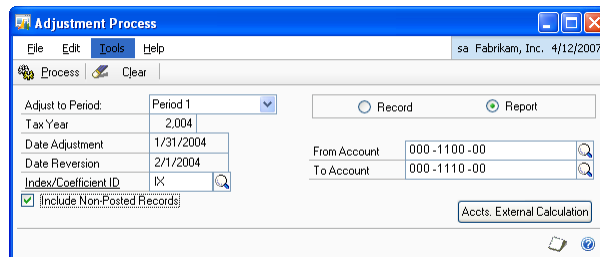 Adjustment Process
File Edit Tools Help sa Fabrikam, Inc. 4/12/2007
Process Clear
Adjust to Period: Period 1 Record Report
Tax Year 2,004
Date Adjustment 1/31/2004 From Account 000 -1100 -00
Date Reversion 2/1/2004 To Account 000 -1110 -00
Index/Coefficient ID IX
Include Non-Posted Records Accts. External Calculation